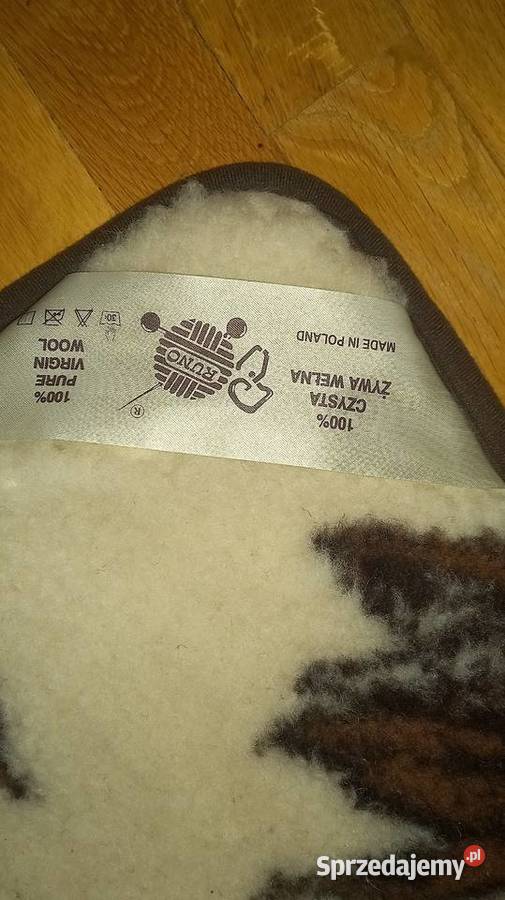 MADE IN POLAND
100%
CZYSTA
ŻYWA WEŁNA
RUNO
®
100%
PURE
VIRGIN
WOOL
30°
Sprzedajemy.pl